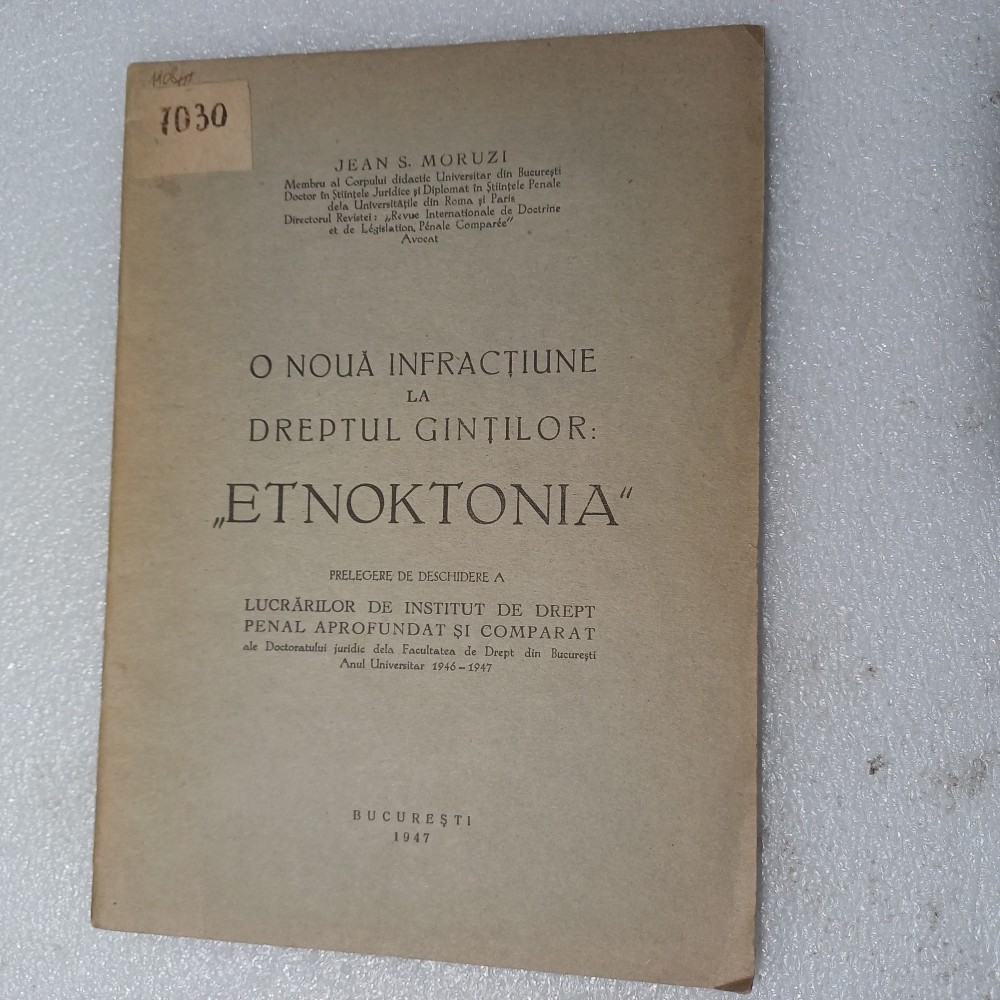 7030
JEAN S. MORUZI
Membru al Corpului didactic Universitar din București
Doctor în Științele Juridice și Diplomat în Științele Penale
dela Universitățile din Roma și Paris
Directorul Revistei: „Revue Internationale de Doctrine
et de Législation, Pénale Comparée”
Avocat
O NOUĂ INFRACȚIUNE
LA
DREPTUL GINȚILOR:
„ETNOKTONIA“
PRELEGERE DE DESCHIDERE A
LUCRĂRILOR DE INSTITUT DE DREPT
PENAL APROFUNDAT ȘI COMPARAT
ale Doctoratului juridic dela Facultatea de Drept din București
Anul Universitar 1946 – 1947
BUCUREȘTI
1947